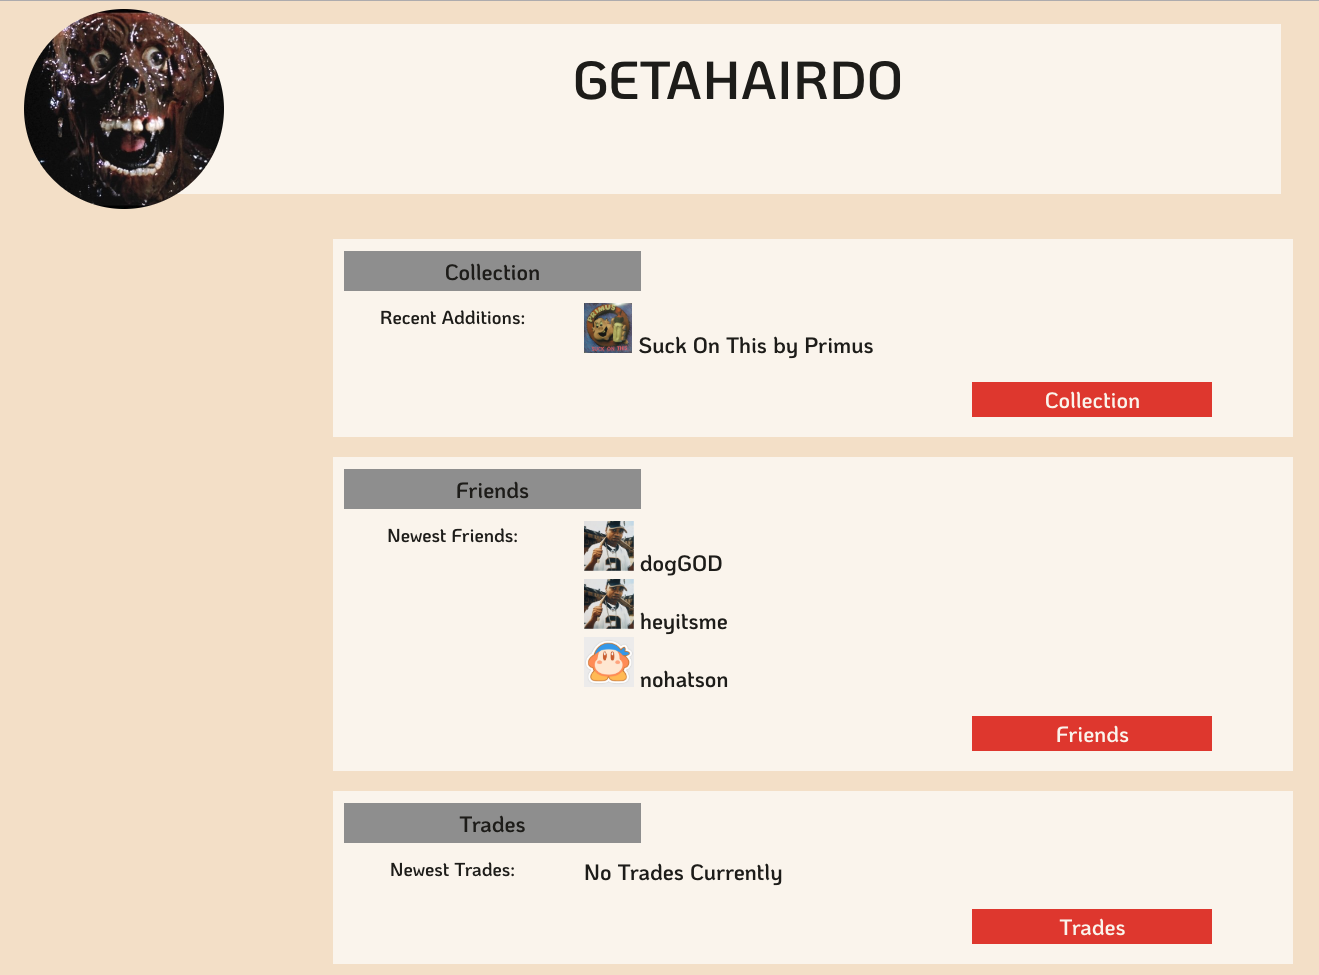 GETAHAIRDO
Collection
Recent Additions:
PRIMUS
SUCK ON THIS
Suck On This by Primus
Collection
Friends
Newest Friends:
dogGOD
heyitsme
nohatson
Friends
Trades
Newest Trades:
No Trades Currently
Trades